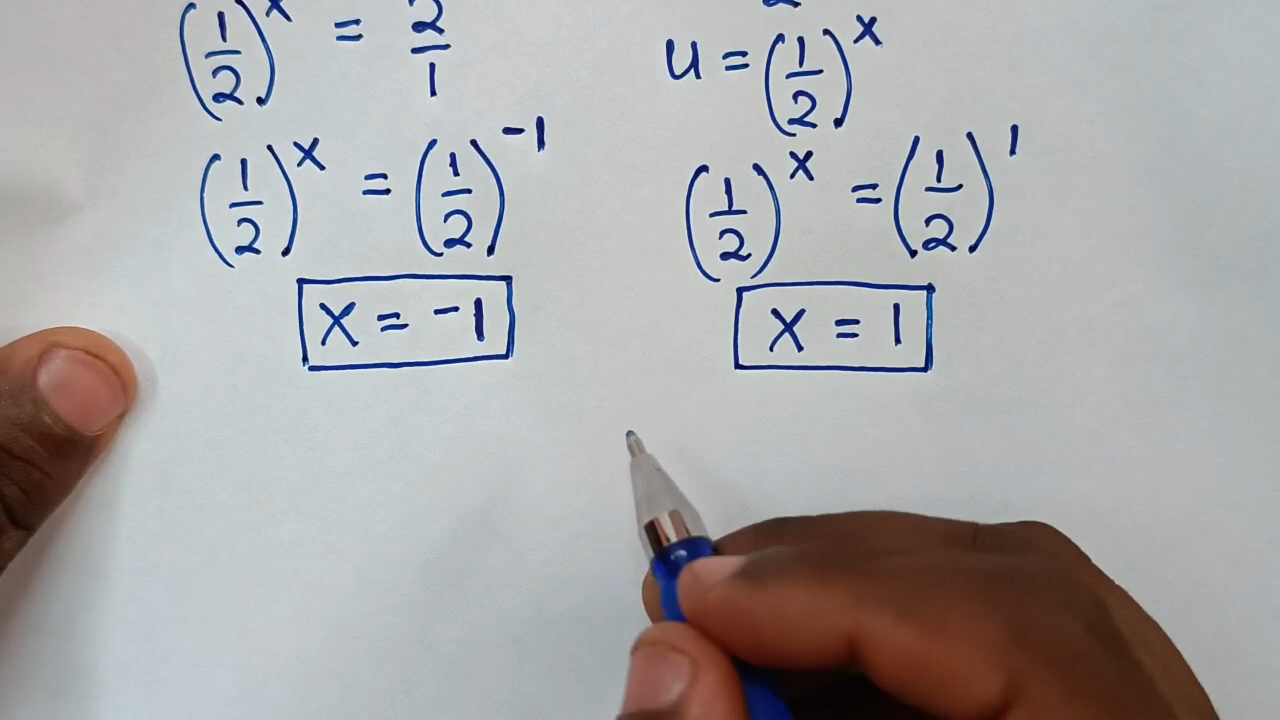 (1/2)^x = 2/1
(1/2)^x = (1/2)^-1
x = -1
u = (1/2)^x
(1/2)^x = (1/2)^1
x = 1